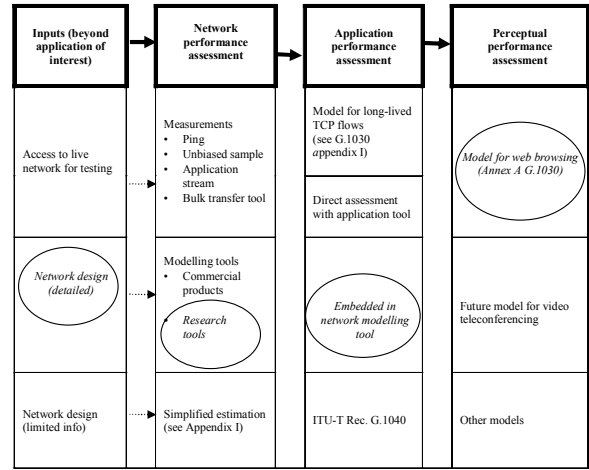 Inputs (beyond
application of
interest)
Network
performance
assessment
Application
performance
assessment
Perceptual
performance
assessment
Access to live
network for testing
Measurements
• Ping
• Unbiased sample
• Application
stream
• Bulk transfer tool
Model for long-lived
TCP flows
(see G.1030
appendix I)
Direct assessment
with application tool
Model for web browsing
(Annex A G.1030)
Network design
(detailed)
Modelling tools
• Commercial
products
• Research
tools
Embedded in
network modelling
tool
Future model for video
teleconferencing
Network design
(limited info)
Simplified estimation
(see Appendix I)
ITU-T Rec. G.1040
Other models